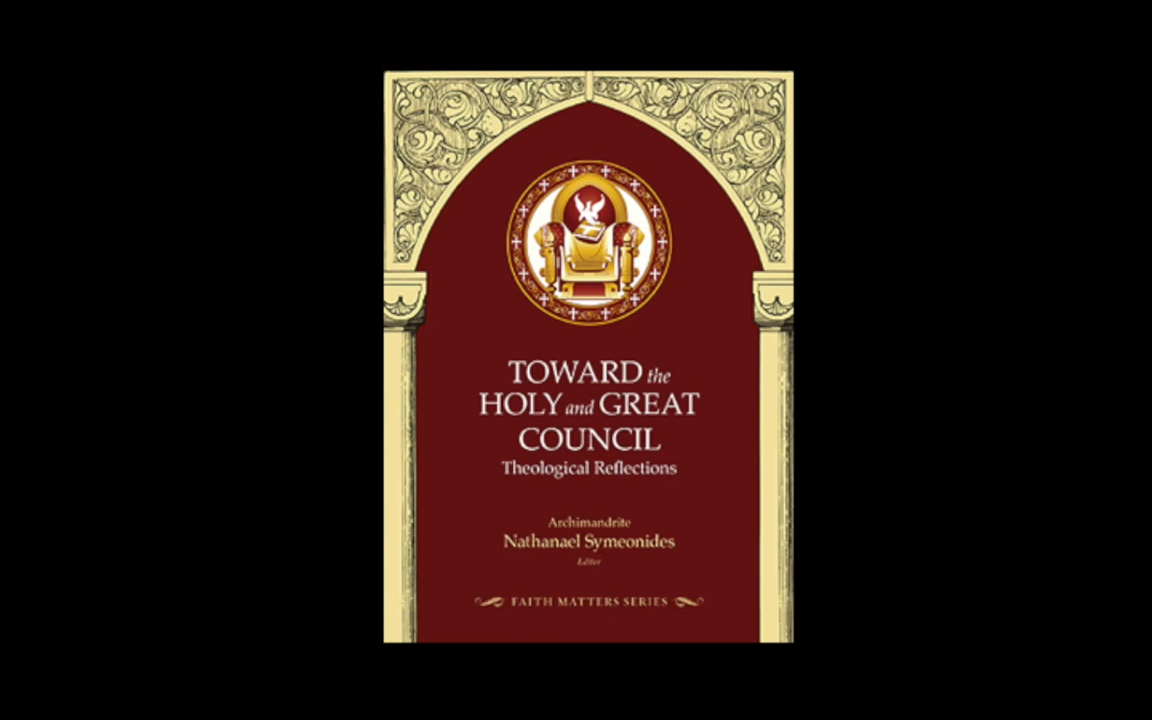 TOWARD the
HOLY and GREAT
COUNCIL
Theological Reflections
Archimandrite
Nathanael Symeonides
Editor
FAITH MATTERS SERIES